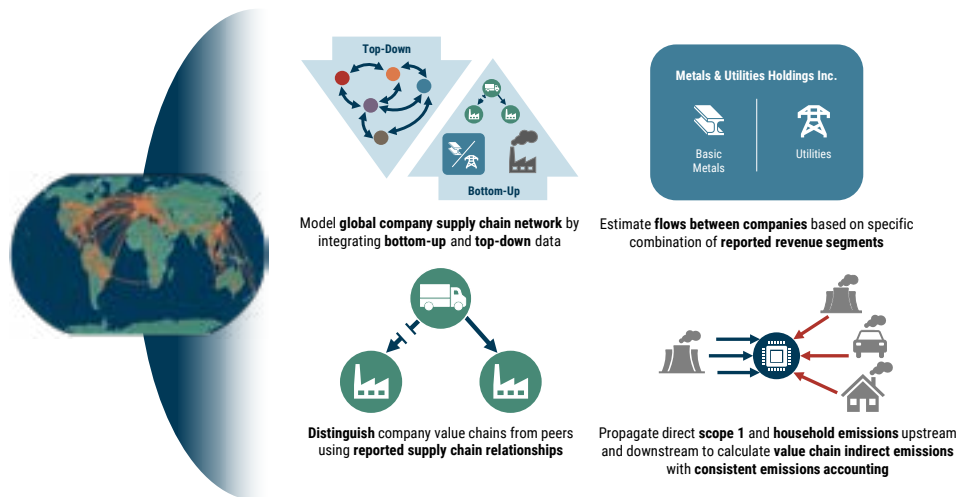 Top-Down
Bottom-Up
Model global company supply chain network by
integrating bottom-up and top-down data
Metals & Utilities Holdings Inc.
Basic
Metals
Utilities
Estimate flows between companies based on specific
combination of reported revenue segments
Distinguish company value chains from peers
using reported supply chain relationships
Propagate direct scope 1 and household emissions upstream
and downstream to calculate value chain indirect emissions
with consistent emissions accounting